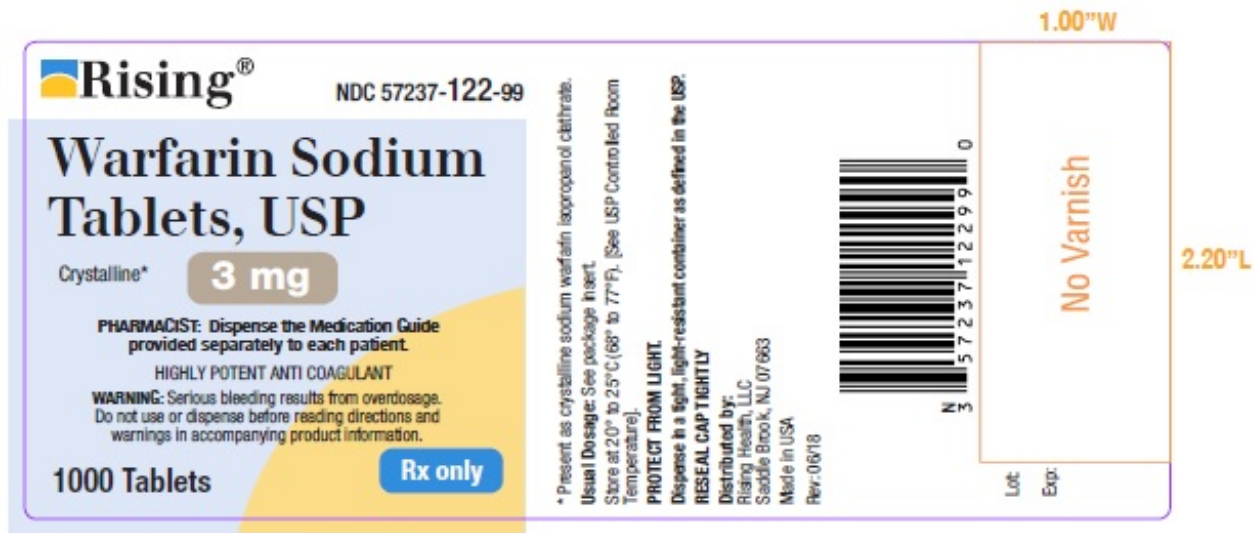 Rising®
NDC 57237-122-99
Warfarin Sodium
Tablets, USP
Crystalline*
3 mg
PHARMACIST: Dispense the Medication Guide
provided separately to each patient.
HIGHLY POTENT ANTI COAGULANT
WARNING: Serious bleeding results from overdosage.
Do not use or dispense before reading directions and
warnings in accompanying product information.
1000 Tablets
Rx only
* Present as crystalline sodium warfarin isopropanol clathrate.
Usual Dosage: See package insert.
Store at 20° to 25°C (68° to 77°F). [See USP Controlled Room
Temperature].
PROTECT FROM LIGHT.
Dispense in a tight, light-resistant container as defined in the USP.
RESEAL CAP TIGHTLY
Distributed by:
Rising Health, LLC
Saddle Brook, NJ 07663
Made in USA
Rev: 06/18
N
3 57237 12299 0
1.00”W
No Varnish
2.20”L
Lot:
Exp: